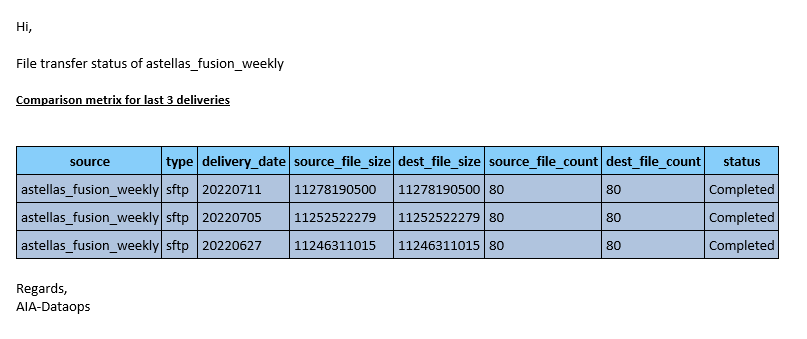 Hi,
File transfer status of astellas_fusion_weekly
Comparison metrix for last 3 deliveries
source type delivery_date source_file_size dest_file_size source_file_count dest_file_count status
astellas_fusion_weekly sftp 20220711 11278190500 11278190500 80 80 Completed
astellas_fusion_weekly sftp 20220705 11252522279 11252522279 80 80 Completed
astellas_fusion_weekly sftp 20220627 11246311015 11246311015 80 80 Completed
Regards,
AIA-Dataops